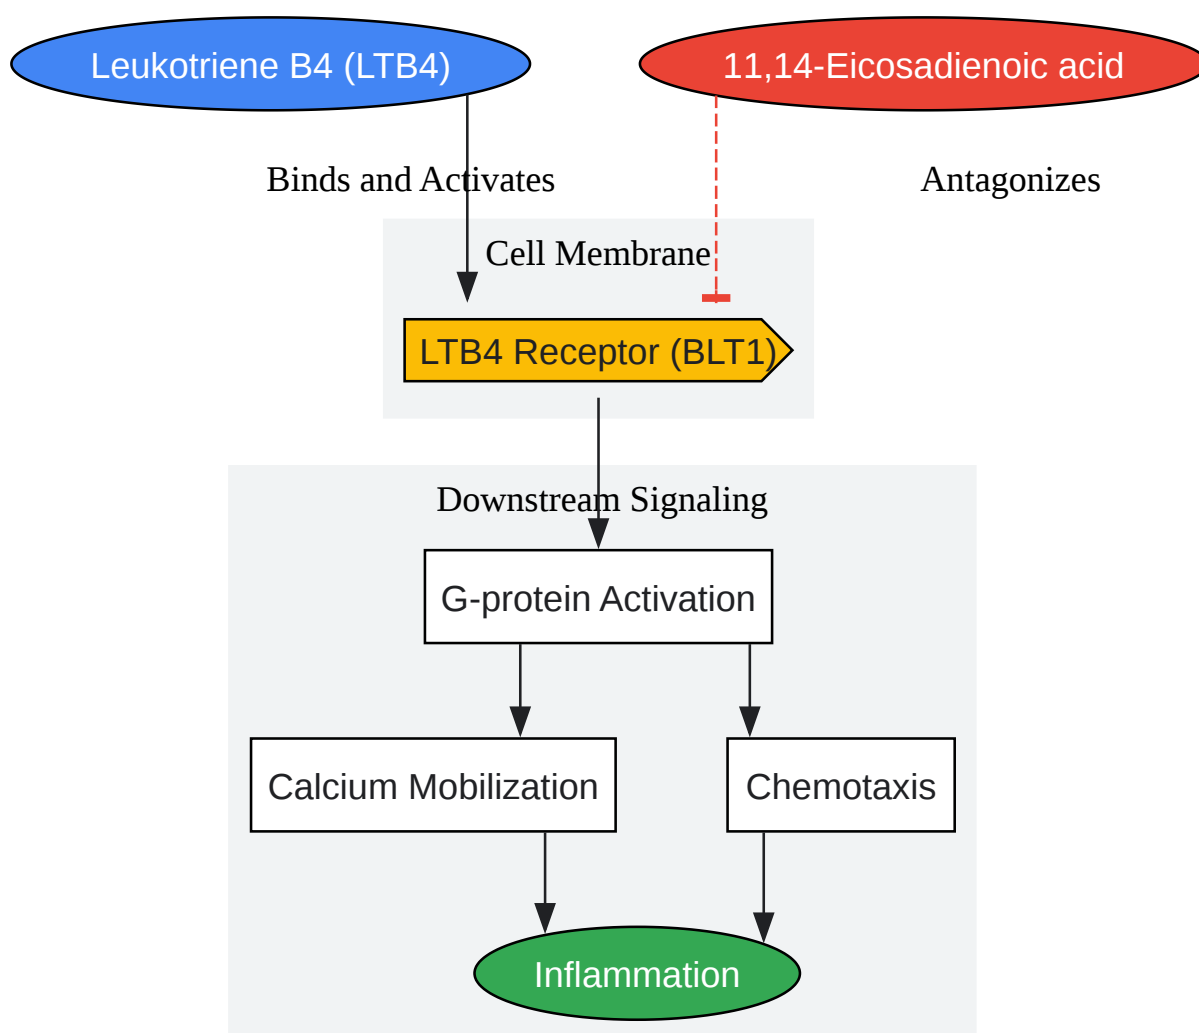 Leukotriene B4 (LTB4)
11,14-Eicosadienoic acid
Binds and Activates
Antagonizes
Cell Membrane
LTB4 Receptor (BLT1)
Downstream Signaling
G-protein Activation
Calcium Mobilization
Chemotaxis
Inflammation